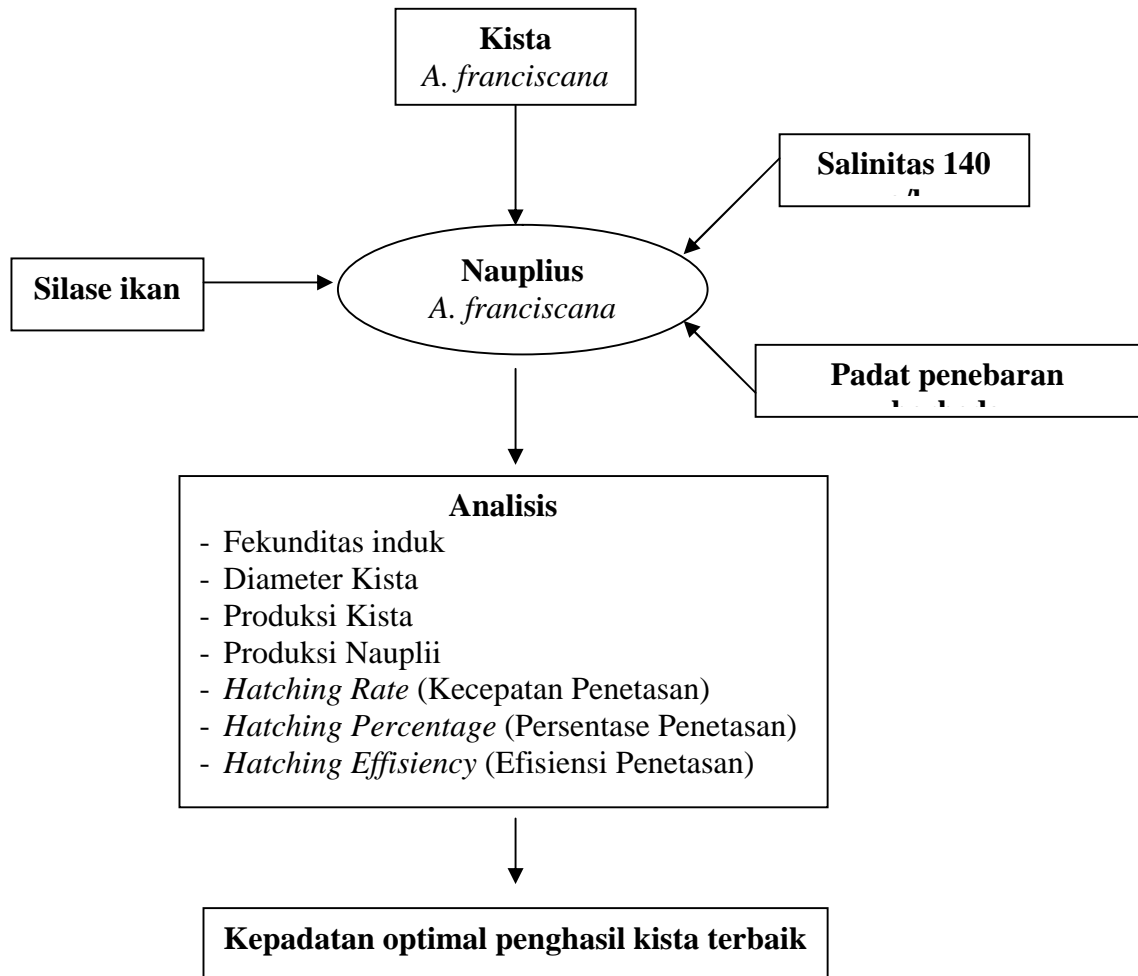 Kista
A. franciscana
Salinitas 140
Nauplius
A. franciscana
Silase ikan
Padat penebaran
Analisis
- Fekunditas induk
- Diameter Kista
- Produksi Kista
- Produksi Nauplii
- Hatching Rate (Kecepatan Penetasan)
- Hatching Percentage (Persentase Penetasan)
- Hatching Effisiency (Efisiensi Penetasan)
Kepadatan optimal penghasil kista terbaik